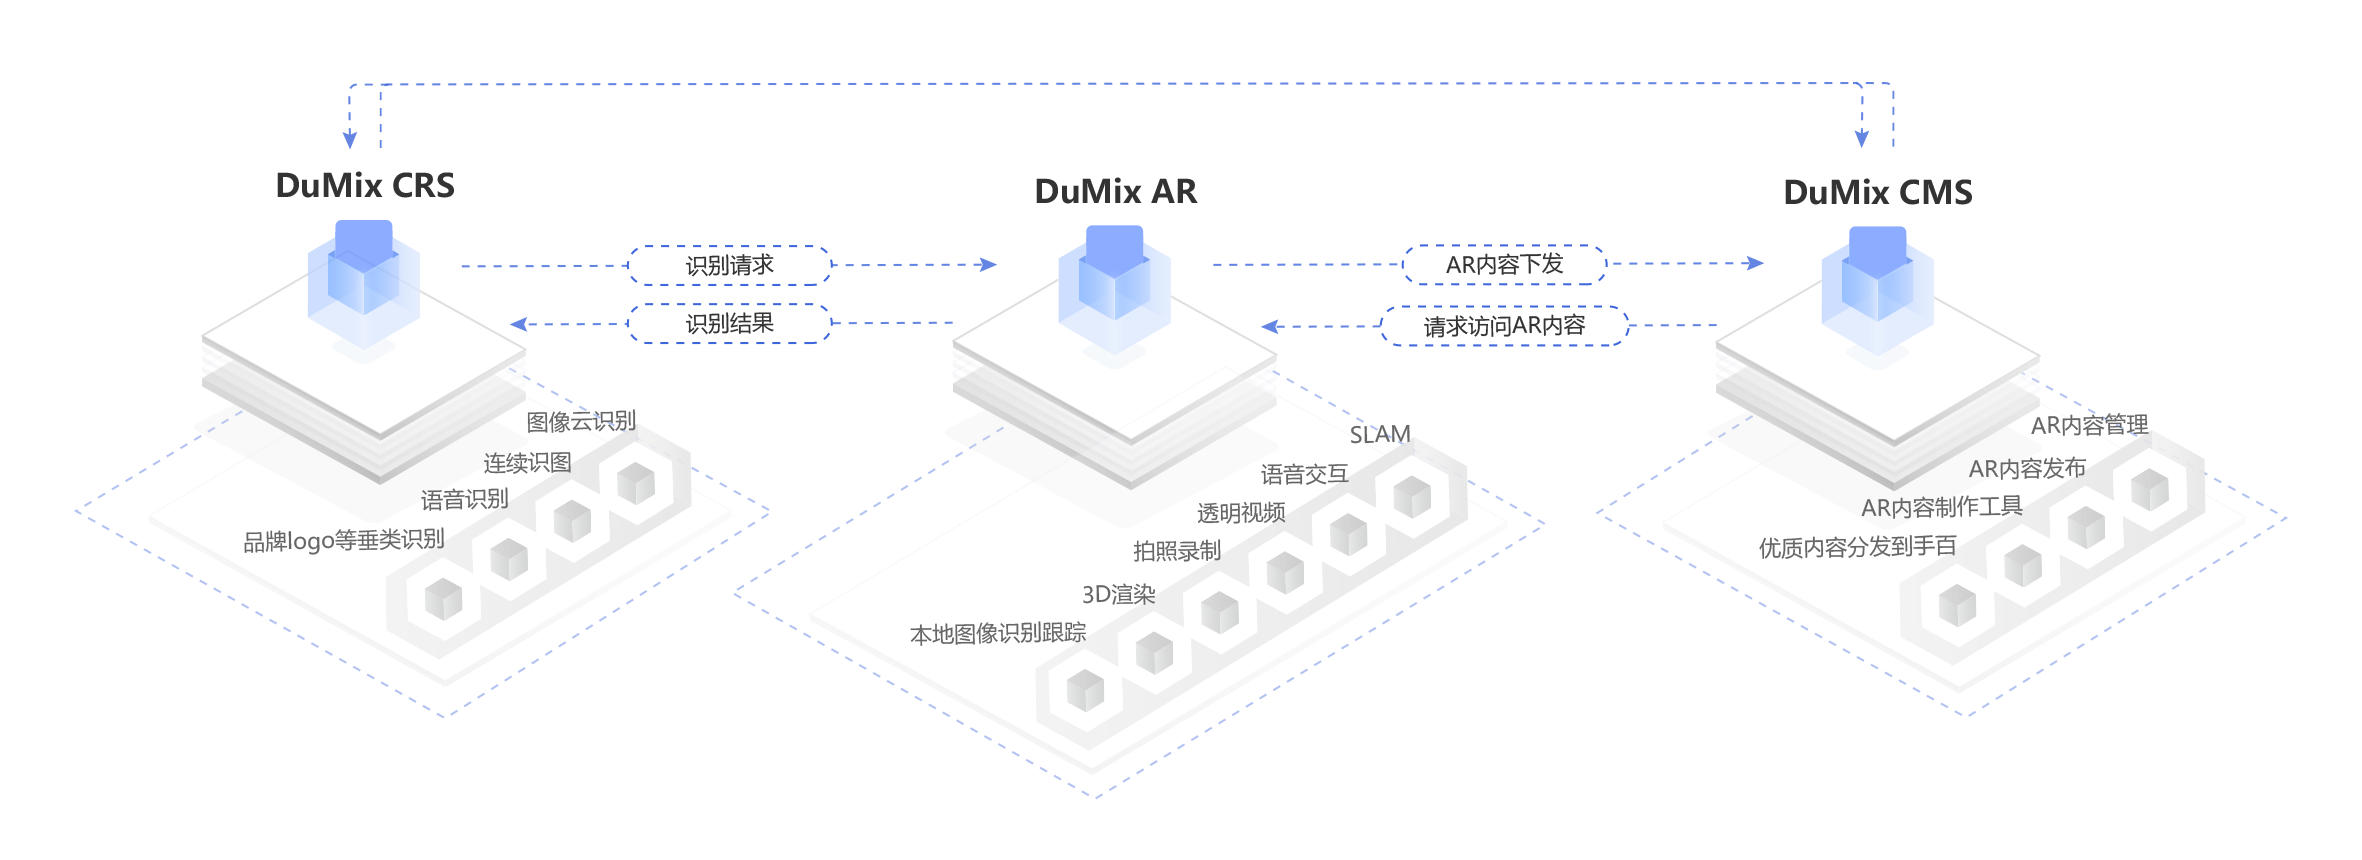 DuMix CRS
DuMix AR
DuMix CMS
识别请求
识别结果
AR内容下发
请求访问AR内容
图像云识别
连续识图
语音识别
品牌logo等垂类识别
SLAM
语音交互
透明视频
拍照录制
3D渲染
本地图像识别跟踪
AR内容管理
AR内容发布
AR内容制作工具
优质内容分发到手百